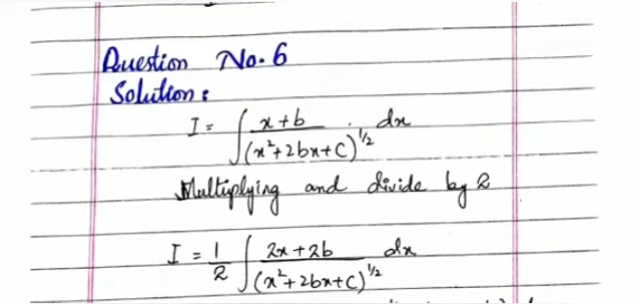 Question No. 6
Solution :
I = ∫ x+b / (x²+2bx+C)^1/2 . dx
Multiplying and divide by 2
I = 1/2 ∫ 2x+2b / (x²+2bx+C)^1/2 dx